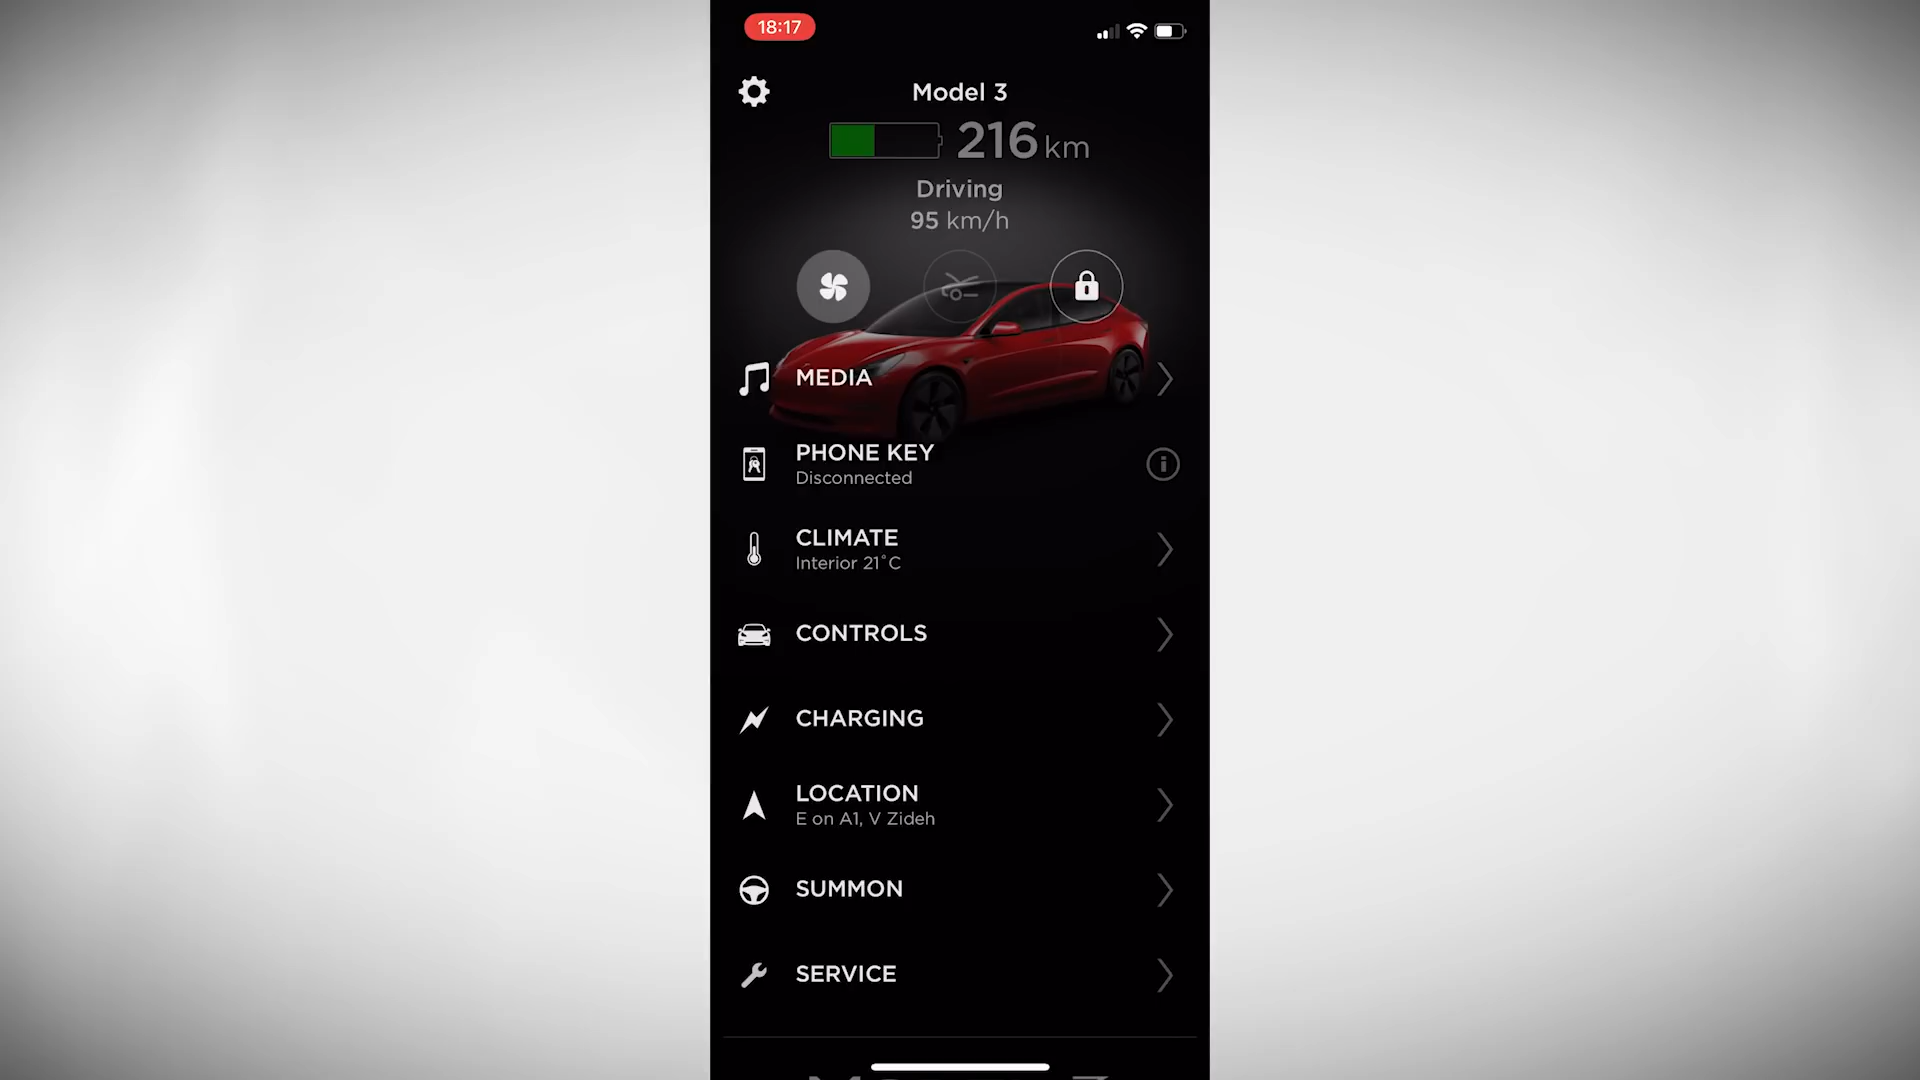 18:17
Model 3
216 km
Driving
95 km/h
MEDIA
PHONE KEY
Disconnected
CLIMATE
Interior 21°C
CONTROLS
CHARGING
LOCATION
E on A1, V Zideh
SUMMON
SERVICE